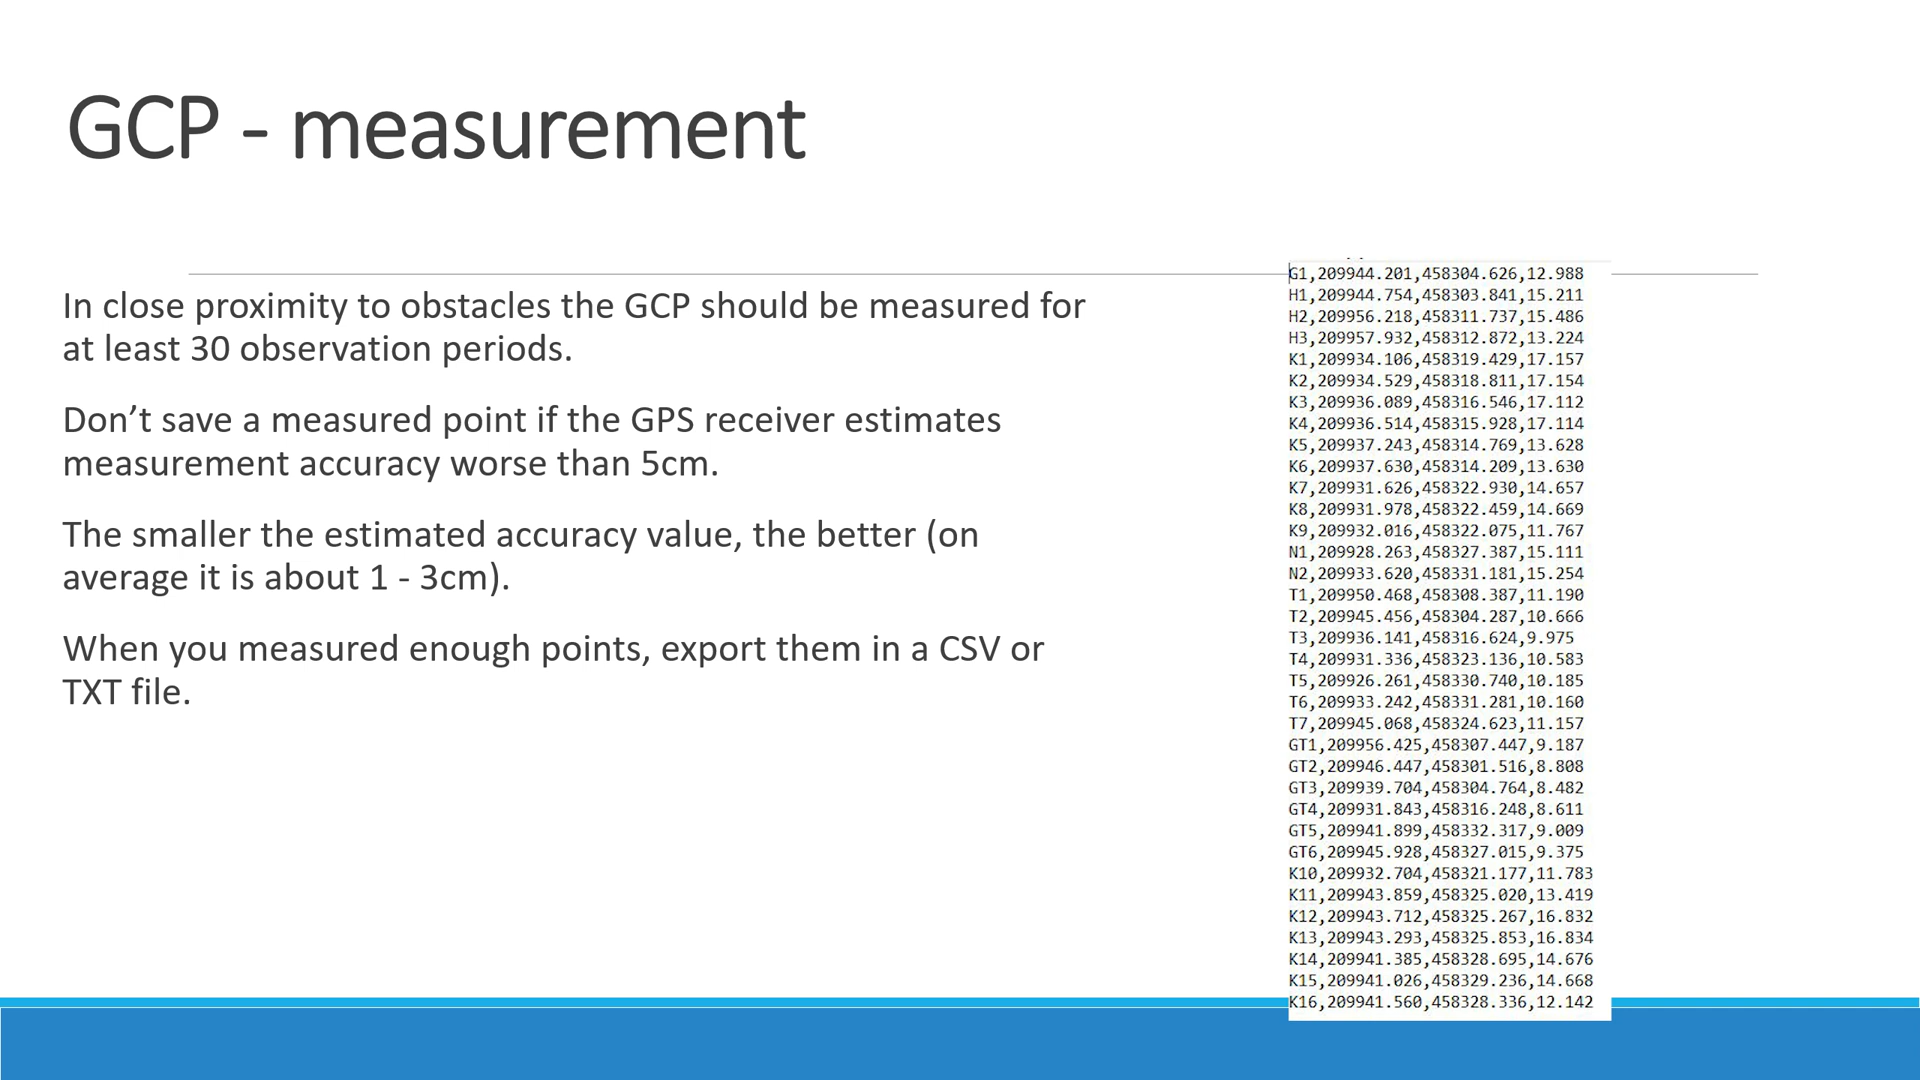 GCP - measurement
In close proximity to obstacles the GCP should be measured for
at least 30 observation periods.
Don’t save a measured point if the GPS receiver estimates
measurement accuracy worse than 5cm.
The smaller the estimated accuracy value, the better (on
average it is about 1 - 3cm).
When you measured enough points, export them in a CSV or
TXT file.
G1,209944.201,458304.626,12.988
H1,209944.754,458303.841,15.211
H2,209956.218,458311.737,15.486
H3,209957.932,458312.872,13.224
K1,209934.106,458319.429,17.157
K2,209934.529,458318.811,17.154
K3,209936.089,458316.546,17.112
K4,209936.514,458315.928,17.114
K5,209937.243,458314.769,13.628
K6,209937.630,458314.209,13.630
K7,209931.626,458322.930,14.657
K8,209931.978,458322.459,14.669
K9,209932.016,458322.075,11.767
N1,209928.263,458327.387,15.111
N2,209933.620,458331.181,15.254
T1,209950.468,458308.387,11.190
T2,209945.456,458304.287,10.666
T3,209936.141,458316.624,9.975
T4,209931.336,458323.136,10.583
T5,209926.261,458330.740,10.185
T6,209933.242,458331.281,10.160
T7,209945.068,458324.623,11.157
GT1,209956.425,458307.447,9.187
GT2,209946.447,458301.516,8.808
GT3,209939.704,458304.764,8.482
GT4,209931.843,458316.248,8.611
GT5,209941.899,458332.317,9.009
GT6,209945.928,458327.015,9.375
K10,209932.704,458321.177,11.783
K11,209943.859,458325.020,13.419
K12,209943.712,458325.267,16.832
K13,209943.293,458325.853,16.834
K14,209941.385,458328.695,14.676
K15,209941.026,458329.236,14.668
K16,209941.560,458328.336,12.142